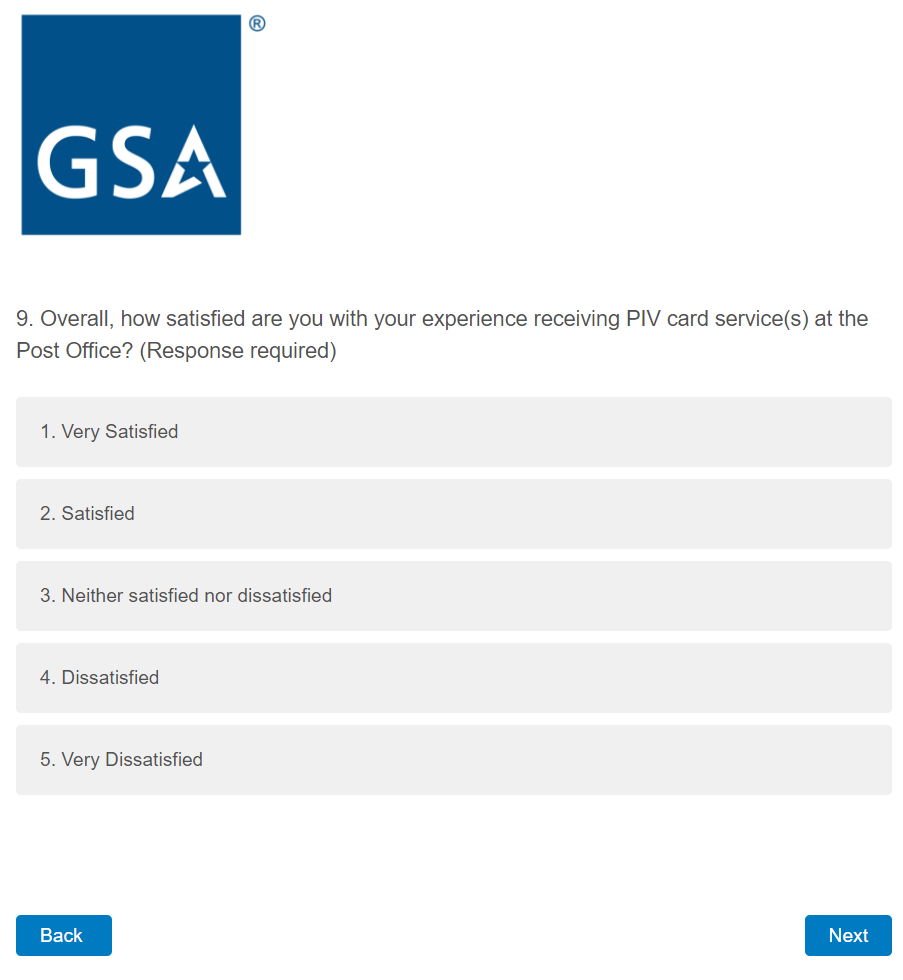 GSA®
9. Overall, how satisfied are you with your experience receiving PIV card service(s) at the
Post Office? (Response required)
1. Very Satisfied
2. Satisfied
3. Neither satisfied nor dissatisfied
4. Dissatisfied
5. Very Dissatisfied
Back
Next